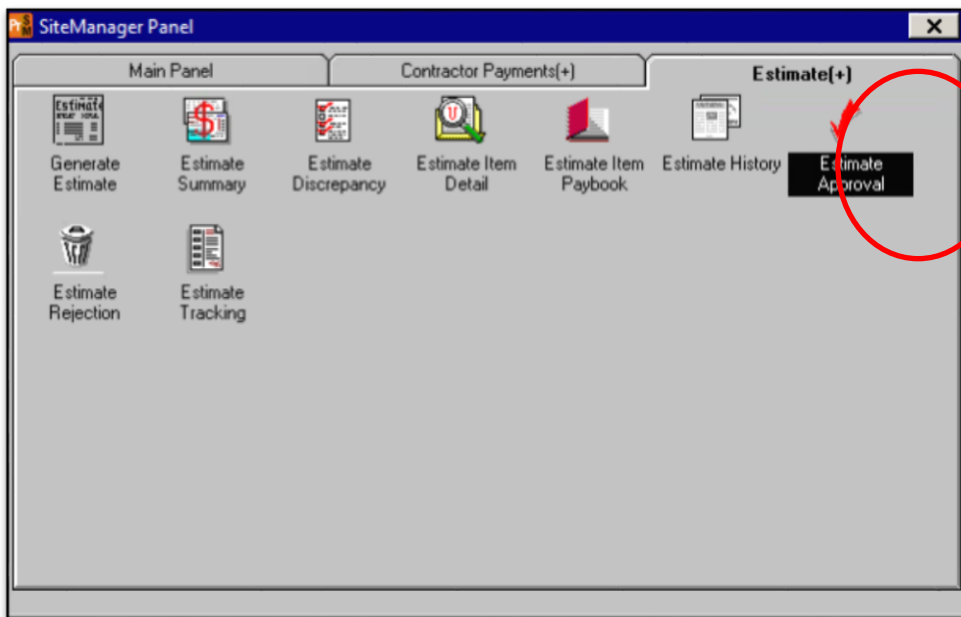 SiteManager Panel
Main Panel
Contractor Payments(+)
Estimate(+)
Generate
Estimate
Estimate
Summary
Estimate
Discrepancy
Estimate Item
Detail
Estimate Item
Paybook
Estimate History
Estimate
Approval
Estimate
Rejection
Estimate
Tracking